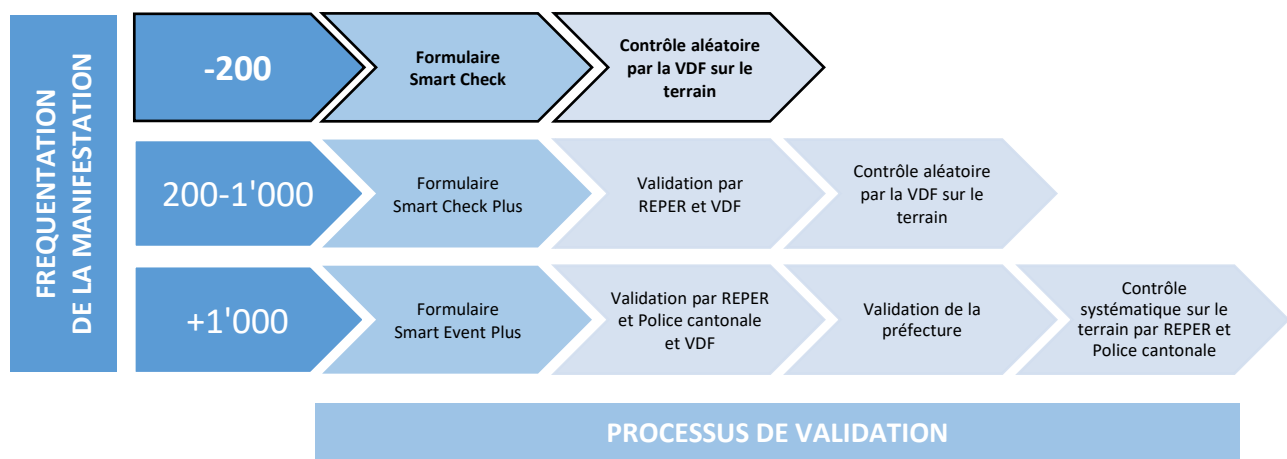 FREQUENTATION
DE LA MANIFESTATION
-200
Formulaire
Smart Check
Contrôle aléatoire
par la VDF sur le
terrain
200-1'000
Formulaire
Smart Check Plus
Validation par
REPER et VDF
Contrôle aléatoire
par la VDF sur le
terrain
+1'000
Formulaire
Smart Event Plus
Validation par REPER
et Police cantonale
et VDF
Validation de la
préfecture
Contrôle
systématique sur le
terrain par REPER et
Police cantonale
PROCESSUS DE VALIDATION